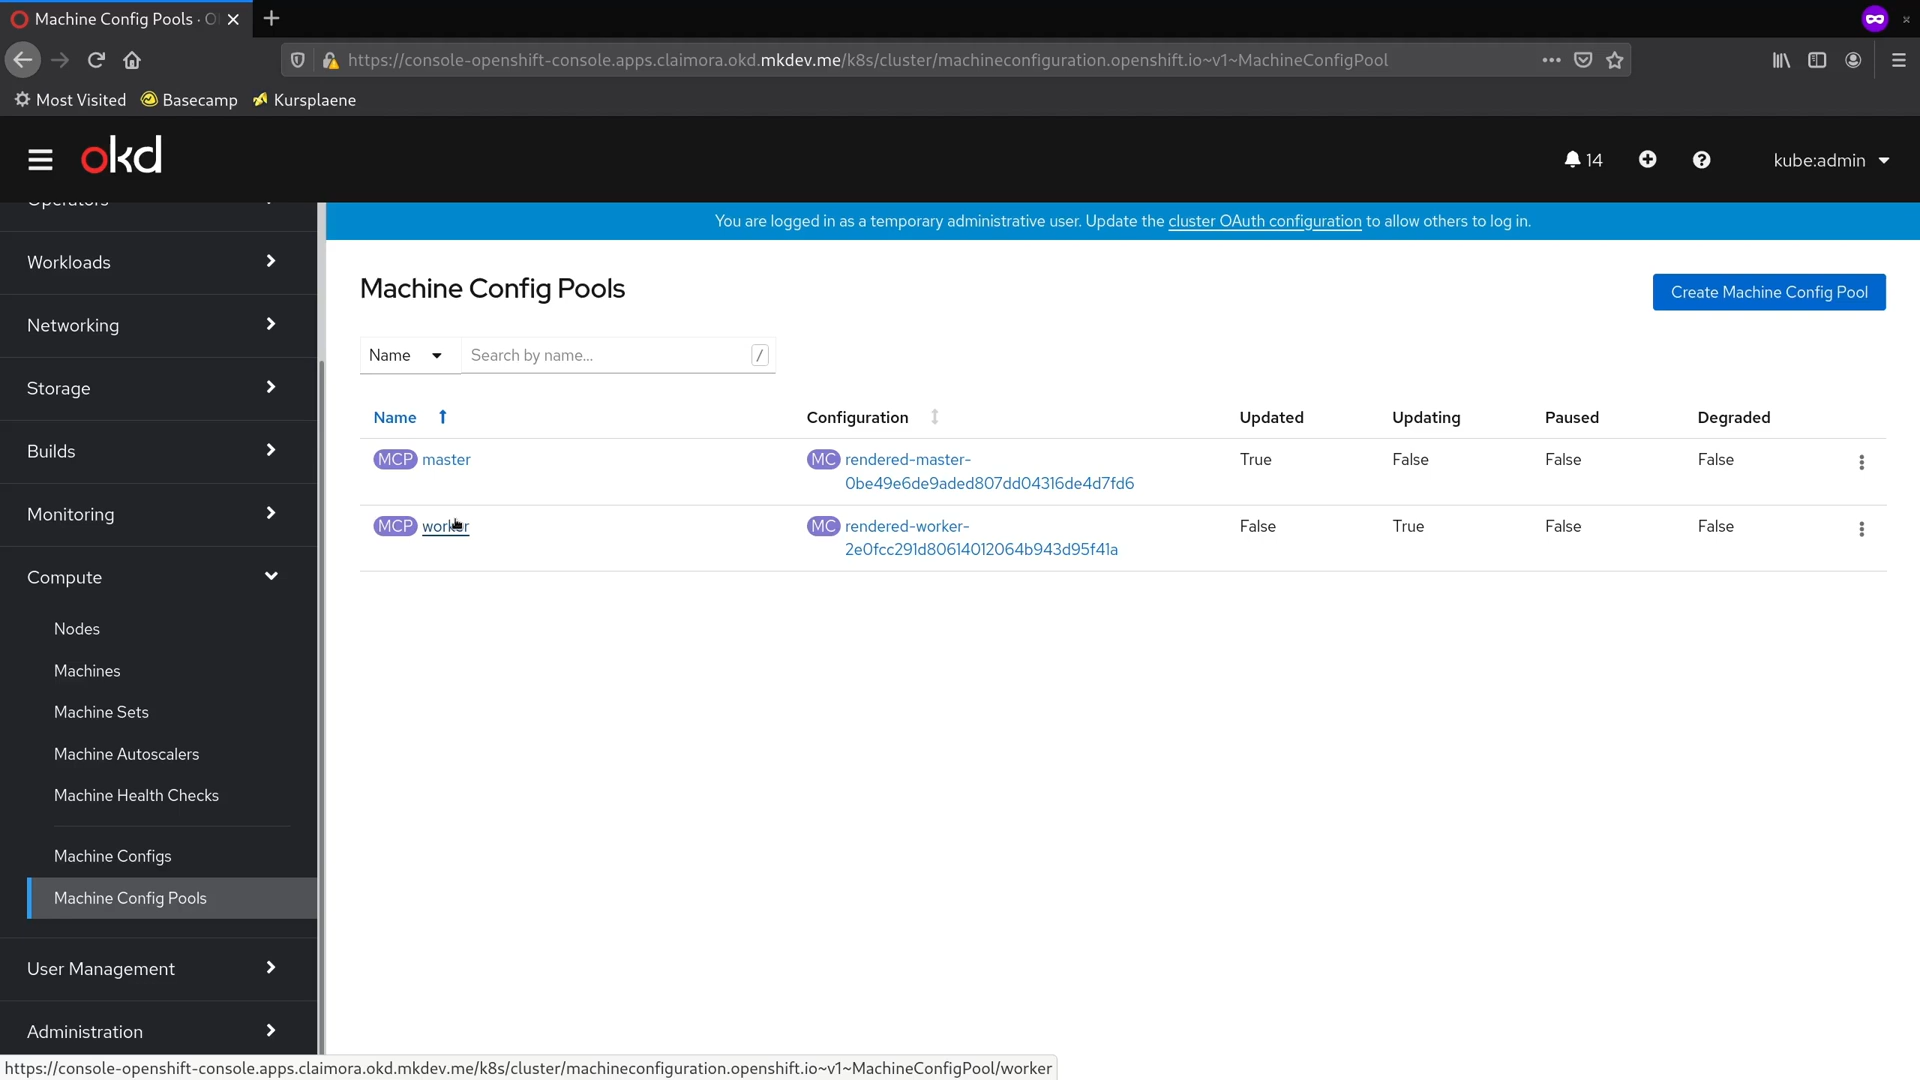 Machine Config Pools · O
https://console-openshift-console.apps.claimora.okd.mkdev.me/k8s/cluster/machineconfiguration.openshift.io~v1~MachineConfigPool
Most Visited
Basecamp
Kursplaene
okd
14
kube:admin
Operators
Workloads
Networking
Storage
Builds
Monitoring
Compute
Nodes
Machines
Machine Sets
Machine Autoscalers
Machine Health Checks
Machine Configs
Machine Config Pools
User Management
Administration
You are logged in as a temporary administrative user. Update the cluster OAuth configuration to allow others to log in.
Machine Config Pools
Create Machine Config Pool
Name
Search by name...
/
Name Configuration Updated Updating Paused Degraded
MCP master MC rendered-master- True False False False
0be49e6de9aded807dd04316de4d7fd6
MCP worker MC rendered-worker- False True False False
2e0fcc291d80614012064b943d95f41a
https://console-openshift-console.apps.claimora.okd.mkdev.me/k8s/cluster/machineconfiguration.openshift.io~v1~MachineConfigPool/worker